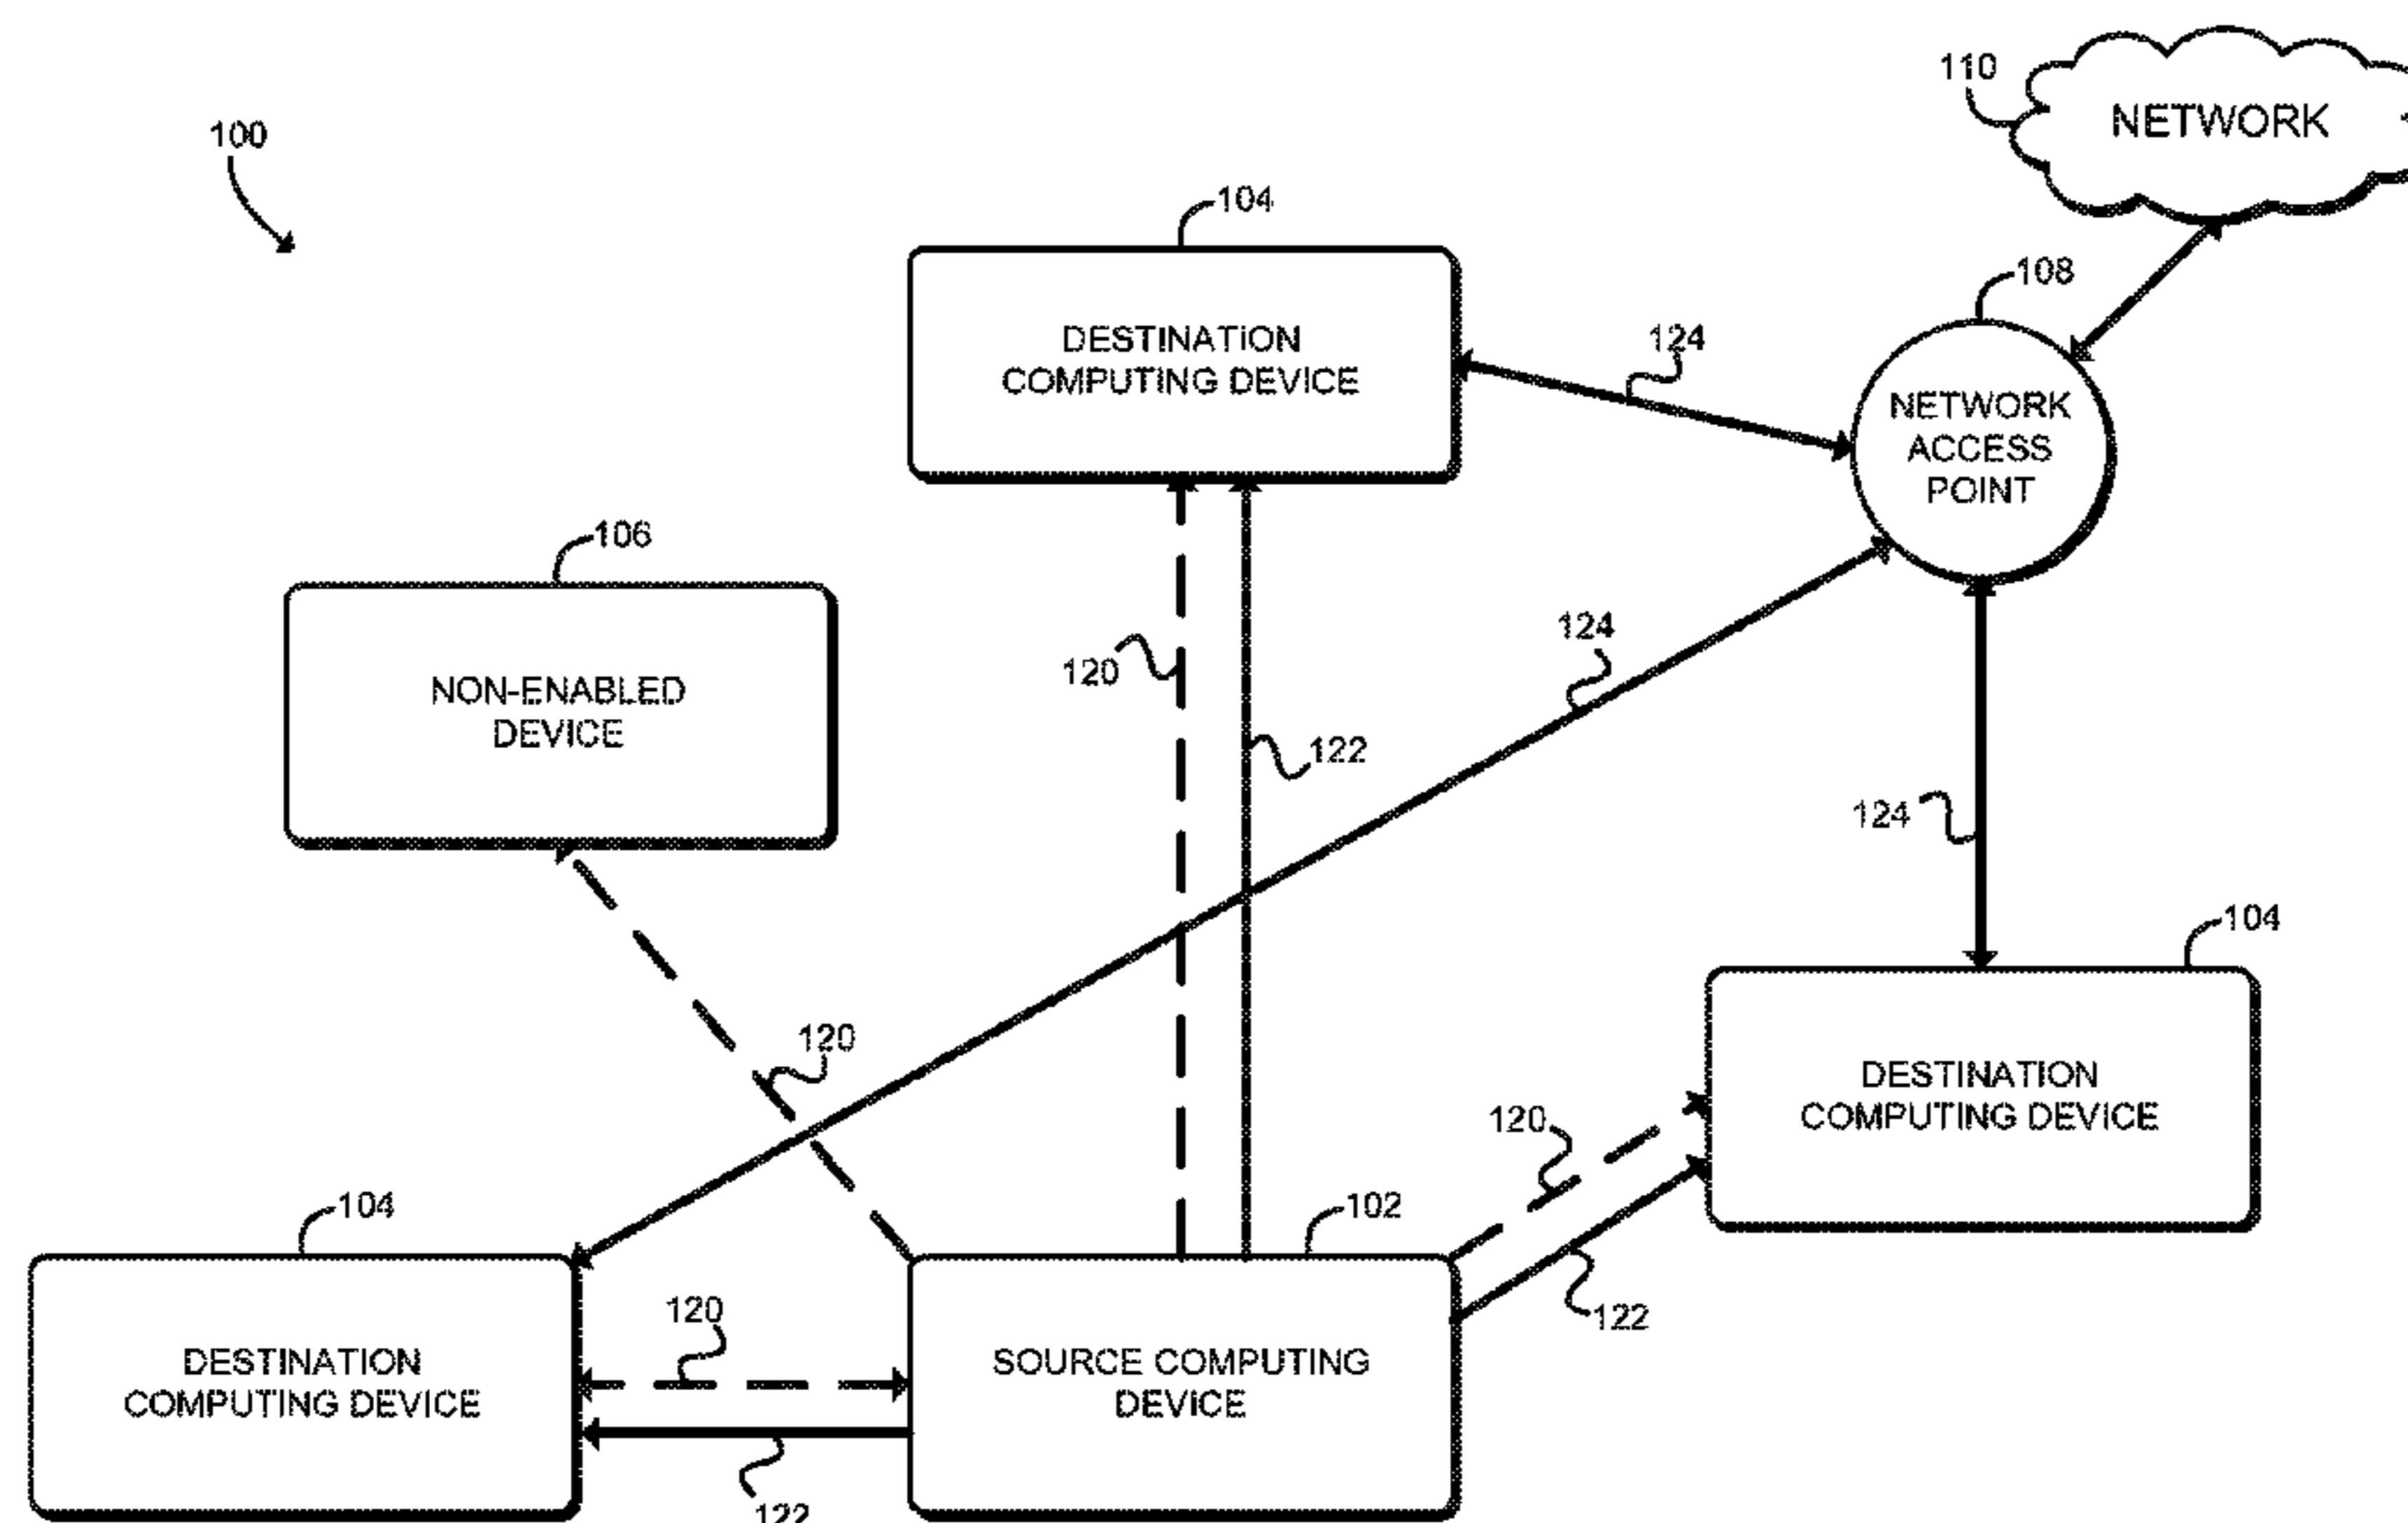 110
NETWORK
100
104
108
DESTINATION
COMPUTING DEVICE
124
NETWORK
ACCESS
POINT
106
NON-ENABLED
DEVICE
120
122
124
124
104
120
DESTINATION
COMPUTING DEVICE
120
104
102
DESTINATION
COMPUTING DEVICE
120
SOURCE COMPUTING
DEVICE
122
122